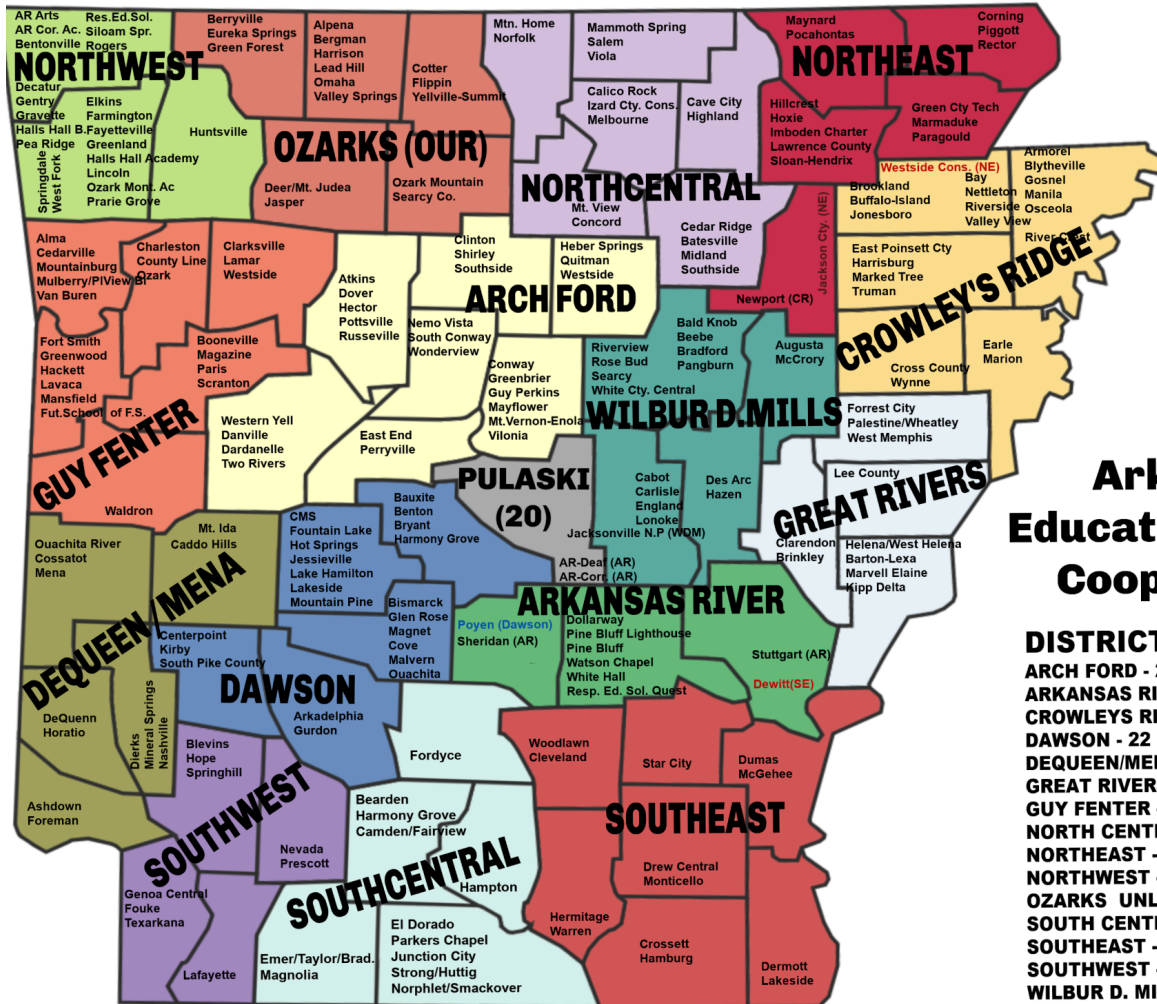 AR Arts
AR Cor. Ac.
Bentonville
Res.Ed.Sol.
Siloam Spr.
Rogers
NORTHWEST
Decatur
Gentry
Gravette
Halls Hall B.
Pea Ridge
Springdale
West Fork
Elkins
Farmington
Fayetteville
Greenland
Halls Hall Academy
Lincoln
Ozark Mont. Ac
Prarie Grove
Huntsville
Berryville
Eureka Springs
Green Forest
Alpena
Bergman
Harrison
Lead Hill
Omaha
Valley Springs
Cotter
Flippin
Yellville-Summit
OZARKS (OUR)
Deer/Mt. Judea
Jasper
Ozark Mountain
Searcy Co.
Mtn. Home
Norfolk
Mammoth Spring
Salem
Viola
Calico Rock
Izard Cty. Cons.
Melbourne
Cave City
Highland
NORTHCENTRAL
Mt. View
Concord
Cedar Ridge
Batesville
Midland
Southside
Maynard
Pocahontas
Corning
Piggott
Rector
NORTHEAST
Hillcrest
Hoxie
Imboden Charter
Lawrence County
Sloan-Hendrix
Green Cty Tech
Marmaduke
Paragould
Jackson Cty. (NE)
Newport (CR)
Westside Cons. (NE)
Brookland
Buffalo-Island
Jonesboro
Bay
Nettleton
Riverside
Valley View
Armorel
Blytheville
Gosnel
Manila
Osceola
River Crest
East Poinsett Cty
Harrisburg
Marked Tree
Truman
CROWLEY'S RIDGE
Cross County
Wynne
Earle
Marion
Alma
Cedarville
Mountainburg
Mulberry/PlView Bi
Van Buren
Charleston
County Line
Ozark
Clarksville
Lamar
Westside
Fort Smith
Greenwood
Hackett
Lavaca
Mansfield
Fut.School of F.S.
Booneville
Magazine
Paris
Scranton
GUY FENTER
Waldron
Atkins
Dover
Hector
Pottsville
Russeville
Clinton
Shirley
Southside
Heber Springs
Quitman
Westside
ARCH FORD
Nemo Vista
South Conway
Wonderview
Conway
Greenbrier
Guy Perkins
Mayflower
Mt.Vernon-Enola
Vilonia
Western Yell
Danville
Dardanelle
Two Rivers
East End
Perryville
Bald Knob
Beebe
Bradford
Pangburn
Riverview
Rose Bud
Searcy
White Cty. Central
Augusta
McCrory
WILBUR D.MILLS
Cabot
Carlisle
England
Lonoke
Jacksonville N.P (WDM)
Des Arc
Hazen
PULASKI
(20)
AR-Deaf (AR)
AR-Corr. (AR)
Forrest City
Palestine/Wheatley
West Memphis
Lee County
GREAT RIVERS
Clarendon
Brinkley
Helena/West Helena
Barton-Lexa
Marvell Elaine
Kipp Delta
Ouachita River
Cossatot
Mena
Mt. Ida
Caddo Hills
DEQUEEN/MENA
DeQuenn
Horatio
Dierks
Mineral Springs
Nashville
Ashdown
Foreman
CMS
Fountain Lake
Hot Springs
Jessieville
Lake Hamilton
Lakeside
Mountain Pine
Bauxite
Benton
Bryant
Harmony Grove
Bismarck
Glen Rose
Magnet
Cove
Malvern
Ouachita
Centerpoint
Kirby
South Pike County
DAWSON
Arkadelphia
Gurdon
ARKANSAS RIVER
Poyen (Dawson)
Sheridan (AR)
Dollarway
Pine Bluff Lighthouse
Pine Bluff
Watson Chapel
White Hall
Resp. Ed. Sol. Quest
Stuttgart (AR)
Dewitt(SE)
Blevins
Hope
Springhill
SOUTHWEST
Nevada
Prescott
Genoa Central
Fouke
Texarkana
Lafayette
Fordyce
Bearden
Harmony Grove
Camden/Fairview
Hampton
SOUTHCENTRAL
Emer/Taylor/Brad.
Magnolia
El Dorado
Parkers Chapel
Junction City
Strong/Huttig
Norphlet/Smackover
Woodlawn
Cleveland
Star City
Dumas
McGehee
SOUTHEAST
Drew Central
Monticello
Hermitage
Warren
Crossett
Hamburg
Dermott
Lakeside
Ark
Educat
Coop
DISTRICT
ARCH FORD - 2
ARKANSAS RI
CROWLEYS RI
DAWSON - 22
DEQUEEN/MEN
GREAT RIVERS
GUY FENTER -
NORTH CENTR
NORTHEAST -
NORTHWEST -
OZARKS UNL
SOUTH CENTR
SOUTHEAST -
SOUTHWEST -
WILBUR D. MI